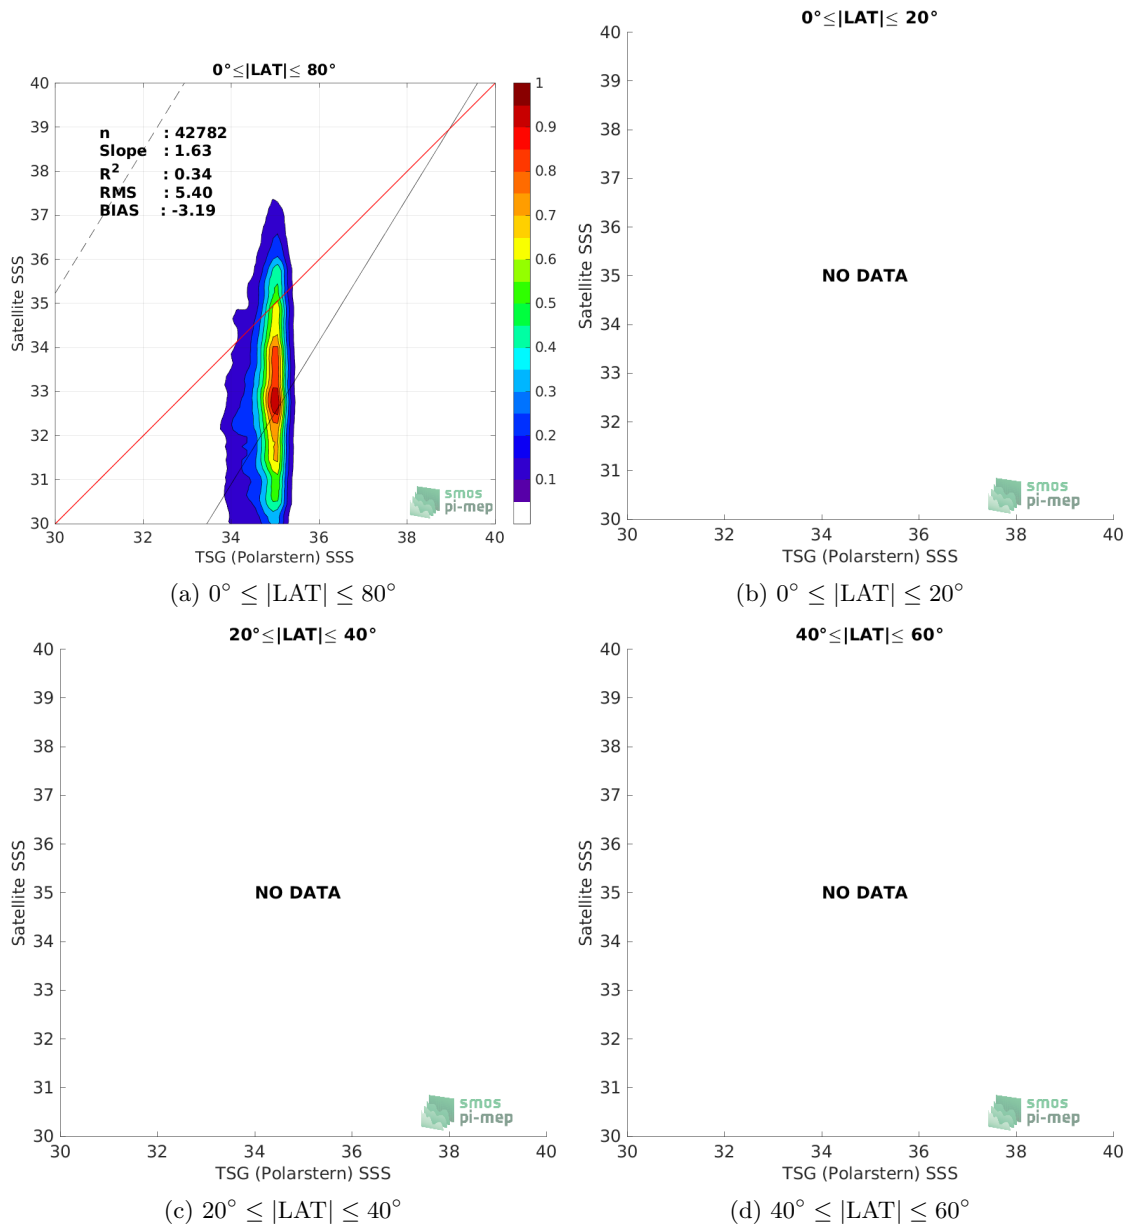 0°≤|LAT|≤ 80°
40
39
38
37
36
35
34
33
32
31
30
Satellite SSS
n : 42782
Slope : 1.63
R² : 0.34
RMS : 5.40
BIAS : -3.19
1
0.9
0.8
0.7
0.6
0.5
0.4
0.3
0.2
0.1
smos
pi-mep
30 32 34 36 38 40
TSG (Polarstern) SSS
(a) 0° ≤ |LAT| ≤ 80°
0°≤|LAT|≤ 20°
40
39
38
37
36
35
34
33
32
31
30
Satellite SSS
NO DATA
smos
pi-mep
30 32 34 36 38 40
TSG (Polarstern) SSS
(b) 0° ≤ |LAT| ≤ 20°
20°≤|LAT|≤ 40°
40
39
38
37
36
35
34
33
32
31
30
Satellite SSS
NO DATA
smos
pi-mep
30 32 34 36 38 40
TSG (Polarstern) SSS
(c) 20° ≤ |LAT| ≤ 40°
40°≤|LAT|≤ 60°
40
39
38
37
36
35
34
33
32
31
30
Satellite SSS
NO DATA
smos
pi-mep
30 32 34 36 38 40
TSG (Polarstern) SSS
(d) 40° ≤ |LAT| ≤ 60°